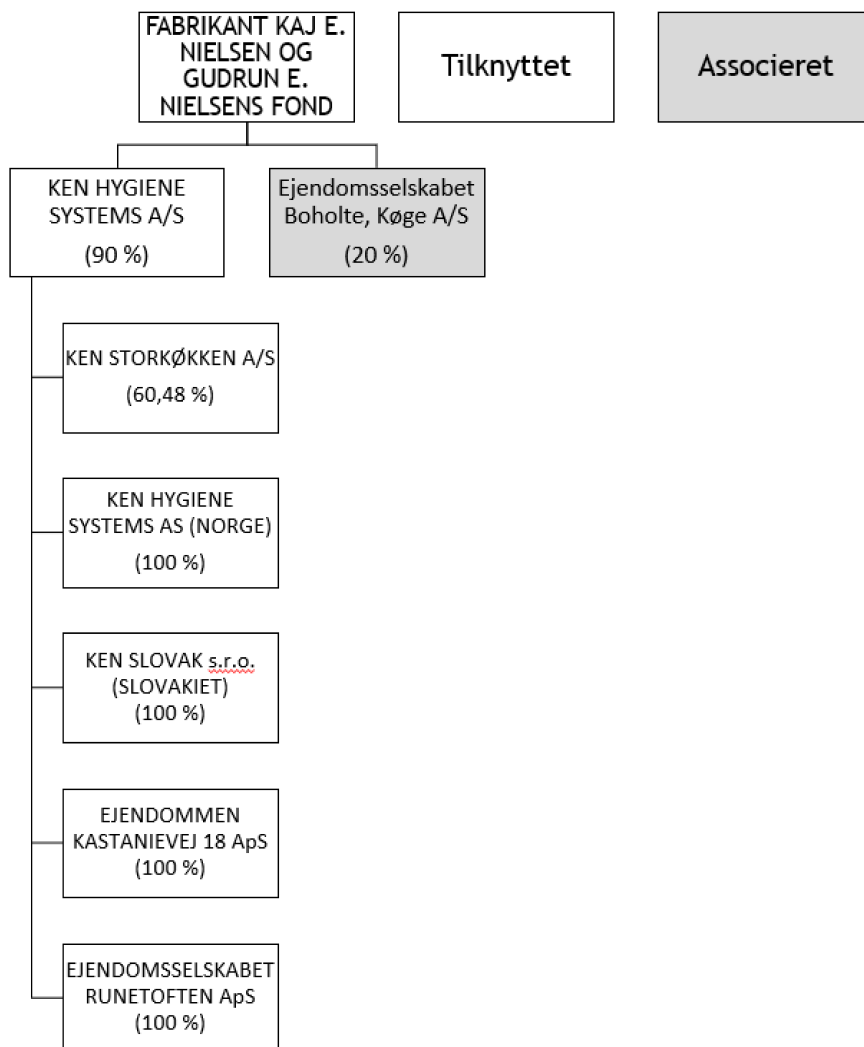 FABRIKANT KAJ E.
NIELSEN OG
GUDRUN E.
NIELSENS FOND
Tilknyttet
Associeret
KEN HYGIENE
SYSTEMS A/S
(90 %)
Ejendomsselskabet
Boholte, Køge A/S
(20 %)
KEN STORKØKKEN A/S
(60,48 %)
KEN HYGIENE
SYSTEMS AS (NORGE)
(100 %)
KEN SLOVAK s.r.o.
(SLOVAKIET)
(100 %)
EJENDOMMEN
KASTANIEVEJ 18 ApS
(100 %)
EJENDOMSSELSKABET
RUNETOFTEN ApS
(100 %)